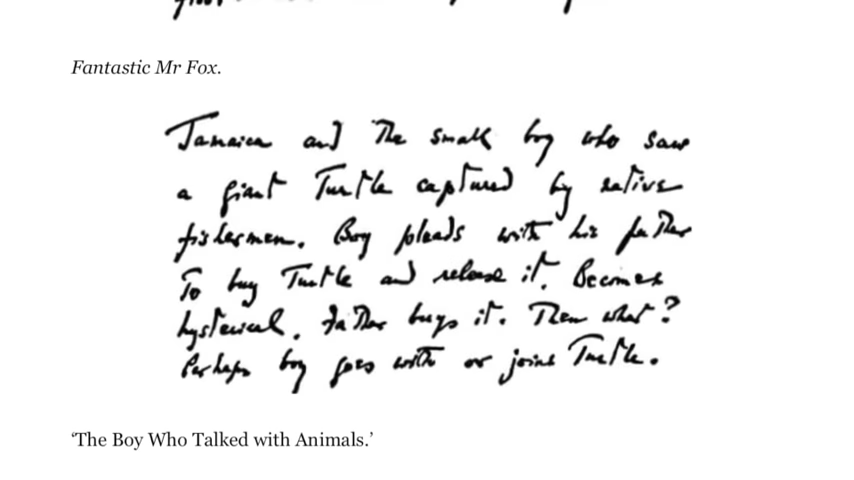 Fantastic Mr Fox.
Jamaica and the small boy who saw
a giant Turtle captured by native
fishermen. Boy pleads with his father
To buy Turtle and release it. Becomes
hysterical. Father buys it. Then what?
Perhaps boy goes with or joins Turtle.
‘The Boy Who Talked with Animals.’